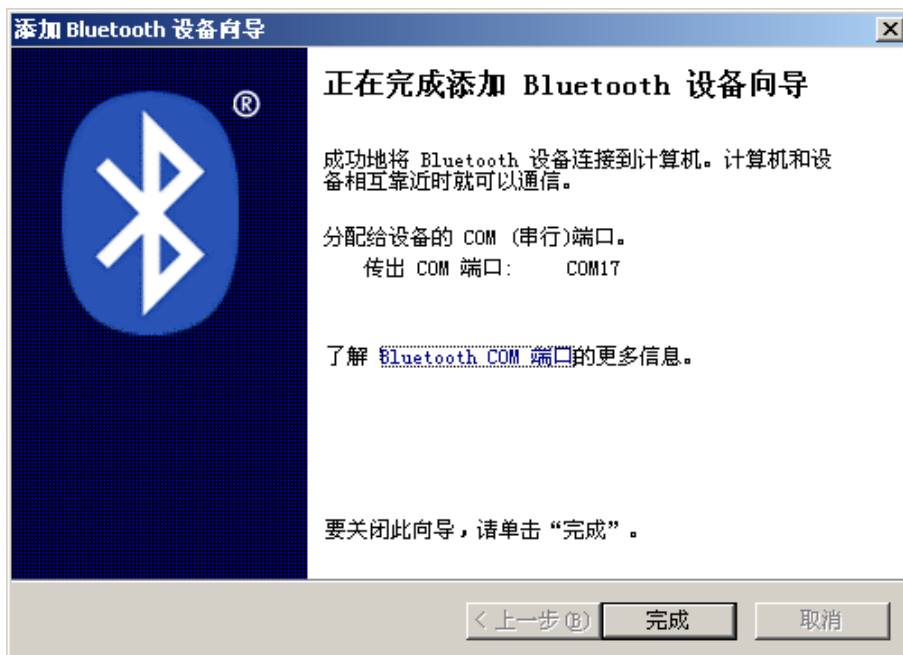 添加 Bluetooth 设备向导
®
正在完成添加 Bluetooth 设备向导
成功地将 Bluetooth 设备连接到计算机。计算机和设
备相互靠近时就可以通信。
分配给设备的 COM (串行)端口。
传出 COM 端口: COM17
了解 Bluetooth COM 端口的更多信息。
要关闭此向导，请单击“完成”。
< 上一步(B) 完成 取消